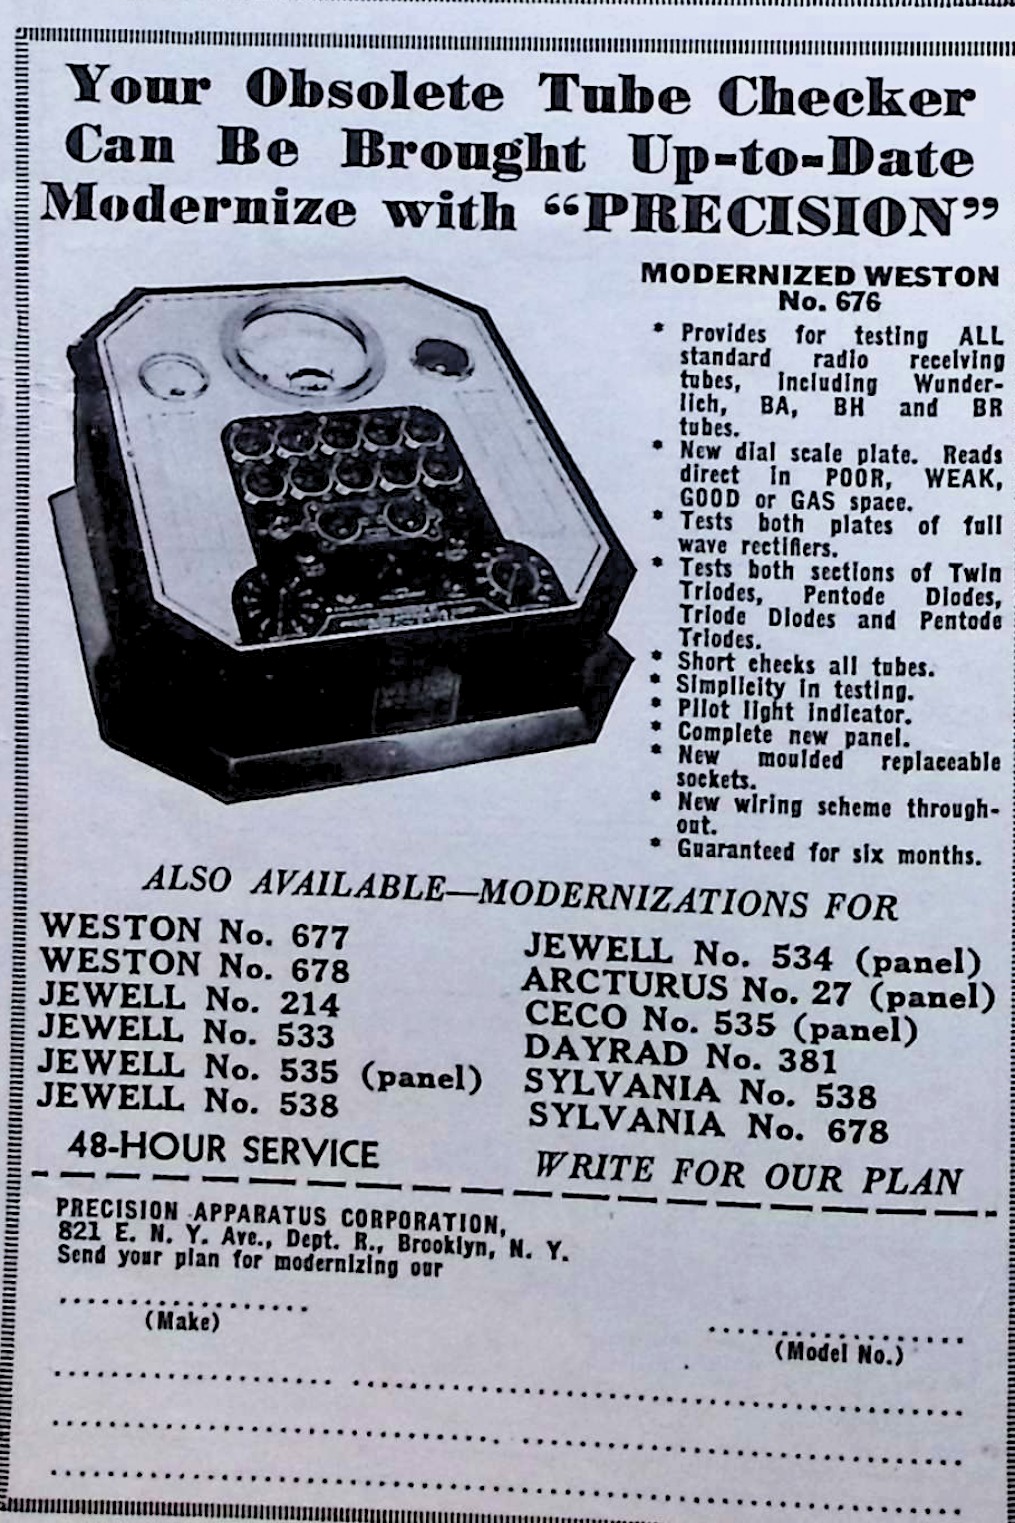 Your Obsolete Tube Checker
Can Be Brought Up-to-Date
Modernize with “PRECISION”
MODERNIZED WESTON
No. 676
* Provides for testing ALL
standard radio receiving
tubes, including Wunder-
lich, BA, BH and BR
tubes.
* New dial scale plate. Reads
direct in POOR, WEAK,
GOOD or GAS space.
* Tests both plates of full
wave rectifiers.
* Tests both sections of Twin
Triodes, Pentode Diodes,
Triode Diodes and Pentode
Triodes.
* Short checks all tubes.
* Simplicity in testing.
* Pilot light indicator.
* Complete new panel.
* New moulded replaceable
sockets.
* New wiring scheme through-
out.
* Guaranteed for six months.
ALSO AVAILABLE—MODERNIZATIONS FOR
WESTON No. 677
WESTON No. 678
JEWELL No. 214
JEWELL No. 533
JEWELL No. 535 (panel)
JEWELL No. 538
JEWELL No. 534 (panel)
ARCTURUS No. 27 (panel)
CECO No. 535 (panel)
DAYRAD No. 381
SYLVANIA No. 538
SYLVANIA No. 678
48-HOUR SERVICE
WRITE FOR OUR PLAN
PRECISION APPARATUS CORPORATION,
821 E. N. Y. Ave., Dept. R., Brooklyn, N. Y.
Send your plan for modernizing our
(Make)
(Model No.)